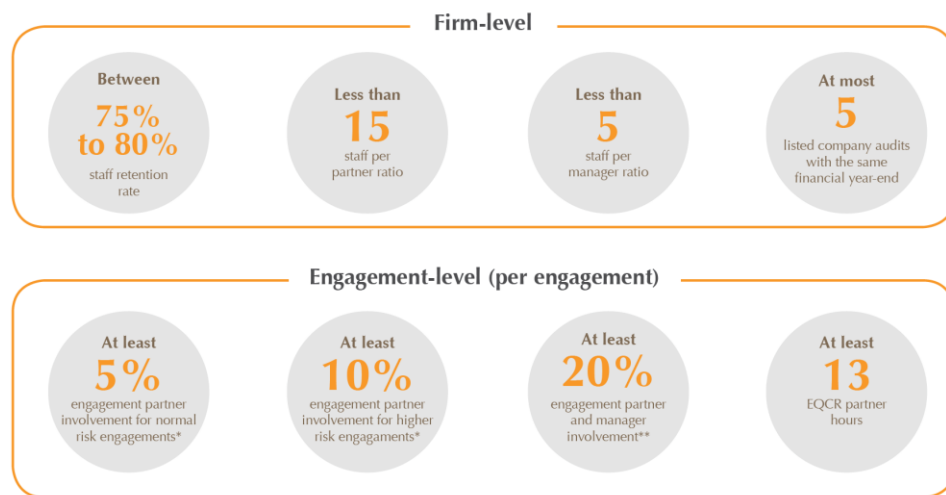 Firm-level
Between
75%
to 80%
staff retention
rate
Less than
15
staff per
partner ratio
Less than
5
staff per
manager ratio
At most
5
listed company audits
with the same
financial year-end
Engagement-level (per engagement)
At least
5%
engagement partner
involvement for normal
risk engagements*
At least
10%
engagement partner
involvement for higher
risk engagaments*
At least
20%
engagement partner
and manager
involvement**
At least
13
EQCR partner
hours